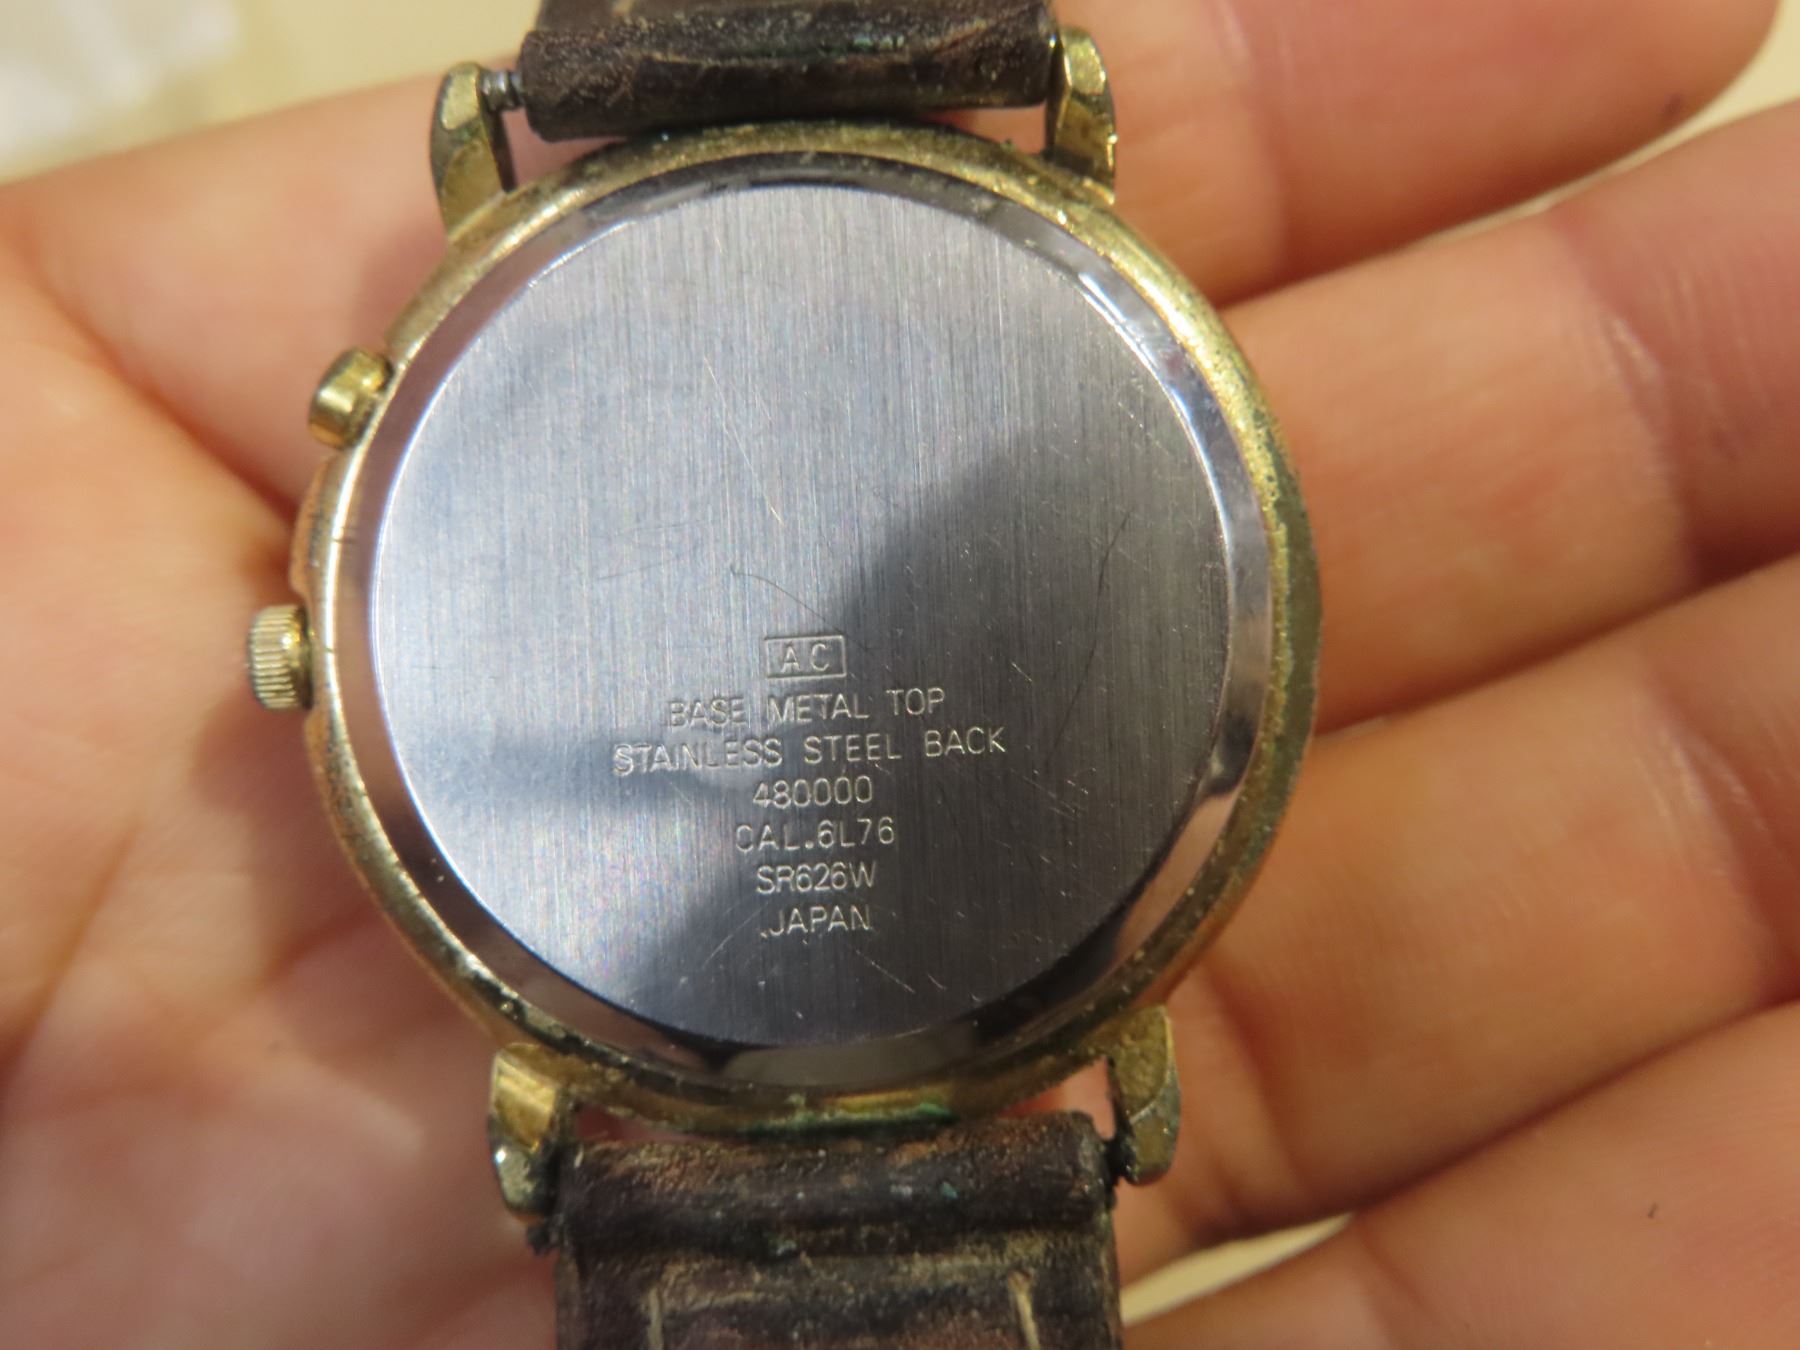 AC
BASE METAL TOP
STAINLESS STEEL BACK
480000
CAL.6L76
SR626W
JAPAN